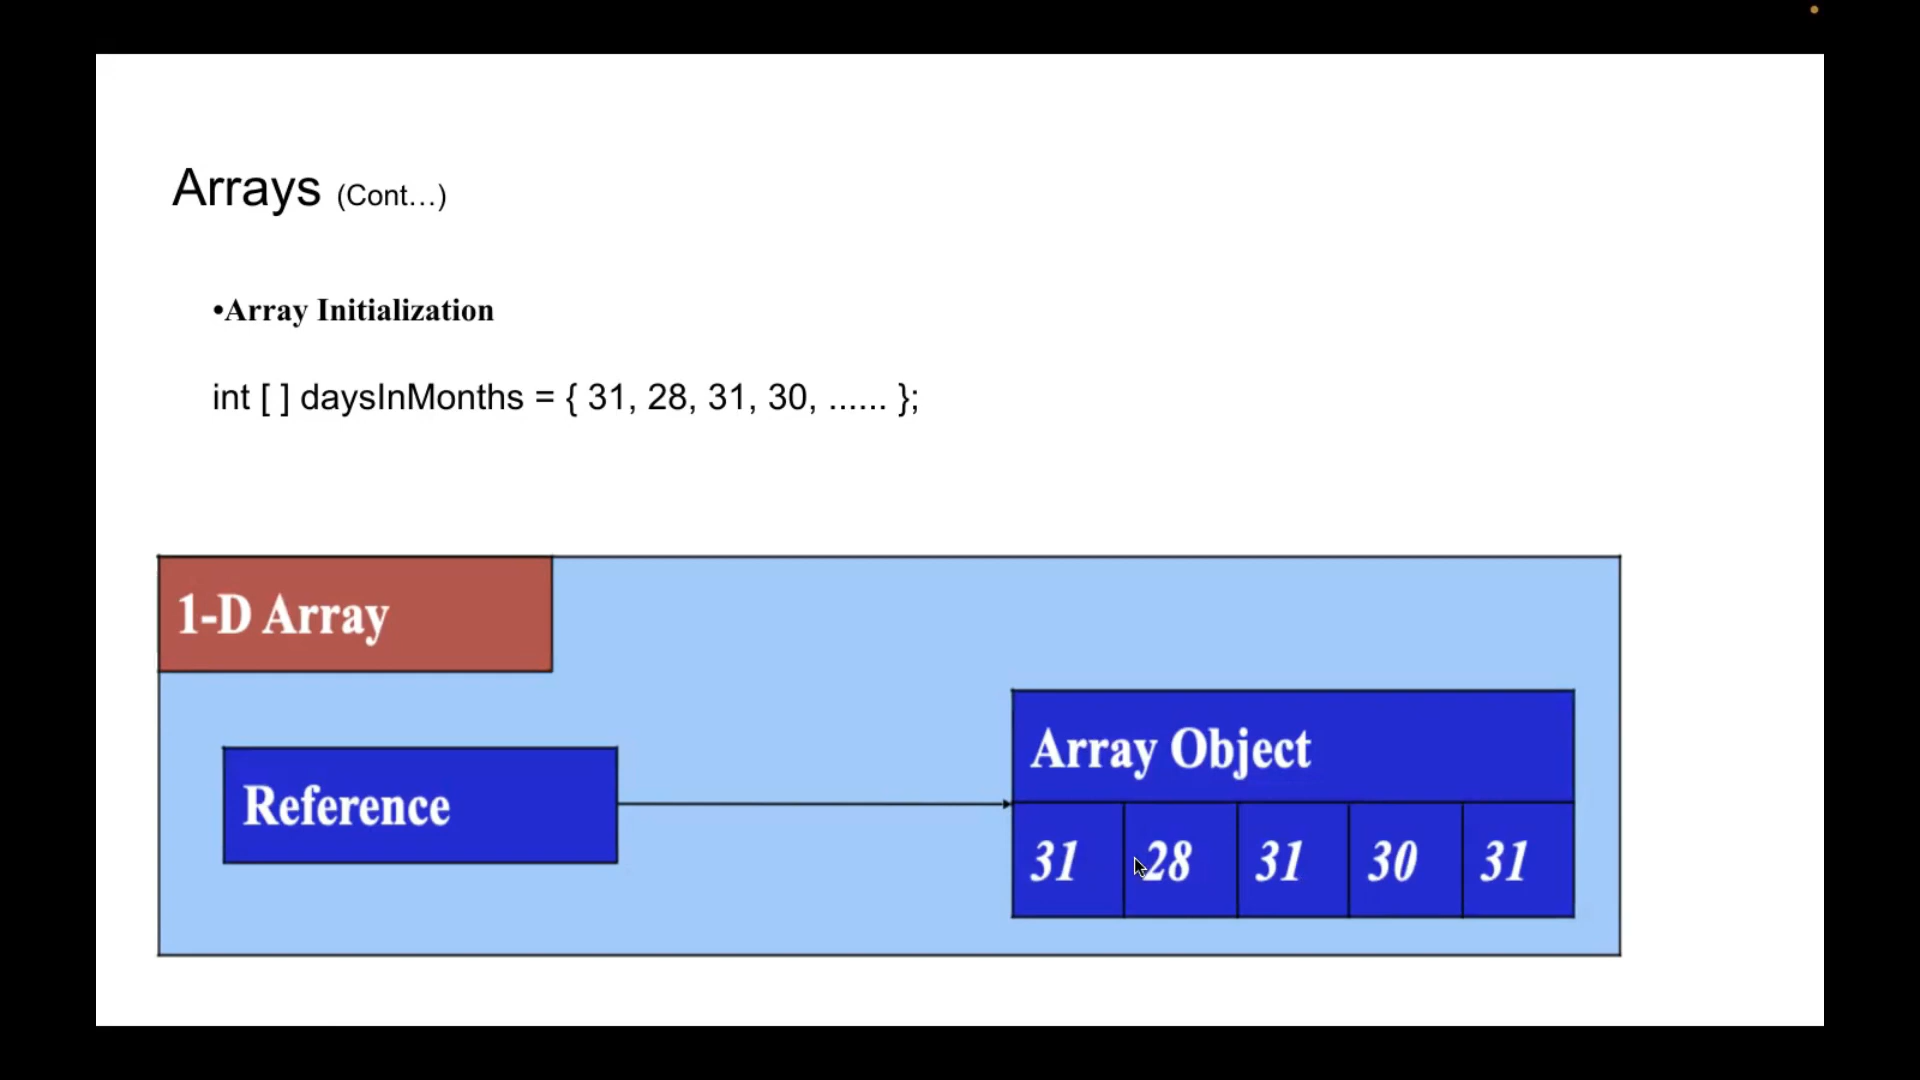 Arrays (Cont…)
•Array Initialization
int [ ] daysInMonths = { 31, 28, 31, 30, ...... };
1-D Array
Array Object
Reference
31 28 31 30 31